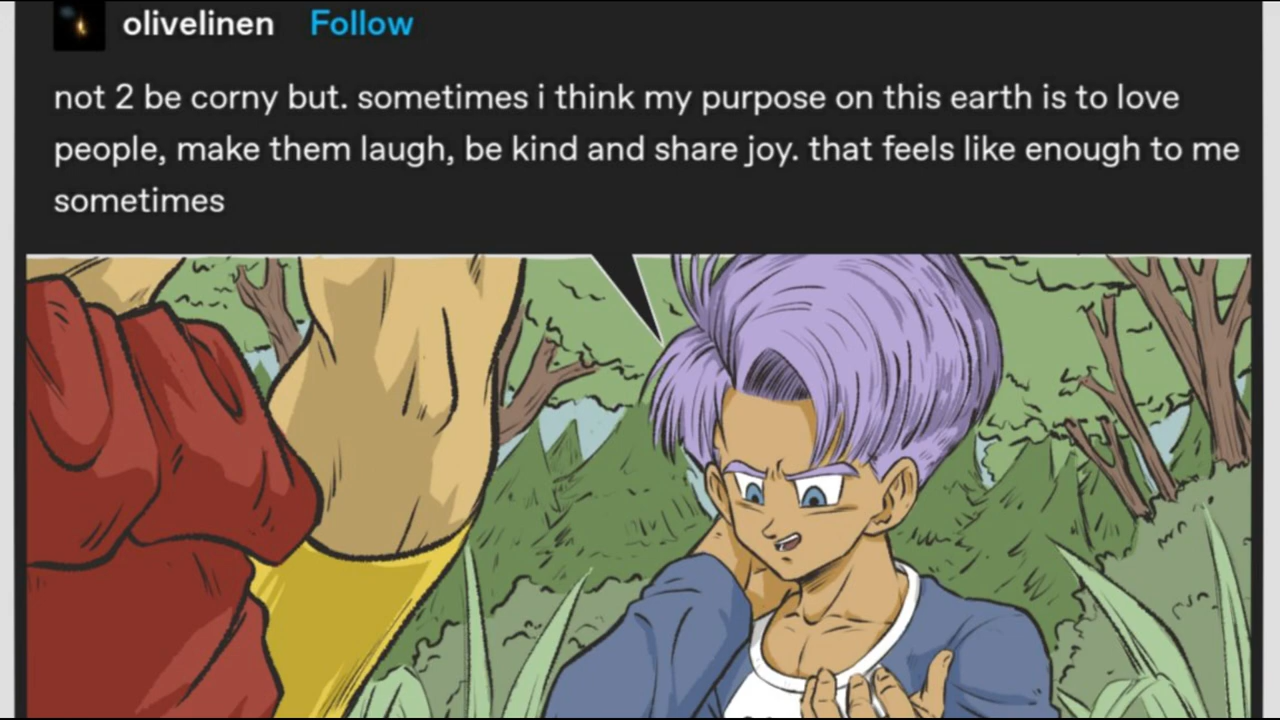 olivelinen Follow
not 2 be corny but. sometimes i think my purpose on this earth is to love
people, make them laugh, be kind and share joy. that feels like enough to me
sometimes